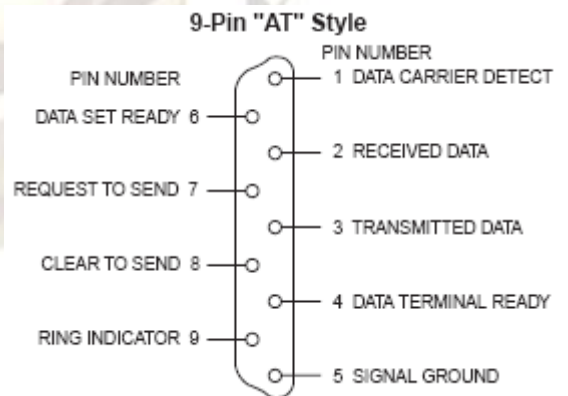 9-Pin "AT" Style
PIN NUMBER
1 DATA CARRIER DETECT
PIN NUMBER
DATA SET READY 6
2 RECEIVED DATA
REQUEST TO SEND 7
3 TRANSMITTED DATA
CLEAR TO SEND 8
4 DATA TERMINAL READY
RING INDICATOR 9
5 SIGNAL GROUND